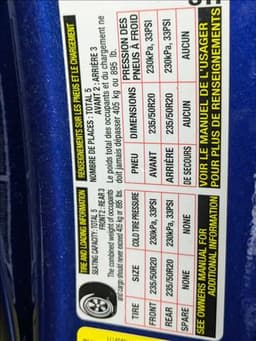 TIRE AND LOADING INFORMATION
SEATING CAPACITY: TOTAL 5
FRONT 2 : REAR 3
The combined weight of occupants
and cargo should never exceed 405 kg or 895 lbs.
TIRE SIZE COLD TIRE PRESSURE
FRONT 235/50R20 230kPa, 33PSI
REAR 235/50R20 230kPa, 33PSI
SPARE NONE NONE
SEE OWNERS MANUAL FOR
ADDITIONAL INFORMATION
RENSEIGNEMENTS SUR LES PNEUS ET LE CHARGEMENT
NOMBRE DE PLACES : TOTAL 5
AVANT 2 : ARRIÈRE 3
Le poids total des occupants et du chargement ne
doit jamais dépasser 405 kg ou 895 lb.
PNEU DIMENSIONS PRESSION DES
PNEUS À FROID
AVANT 235/50R20 230kPa, 33PSI
ARRIÈRE 235/50R20 230kPa, 33PSI
DE SECOURS AUCUN AUCUN
VOIR LE MANUEL DE L'USAGER
POUR PLUS DE RENSEIGNEMENTS